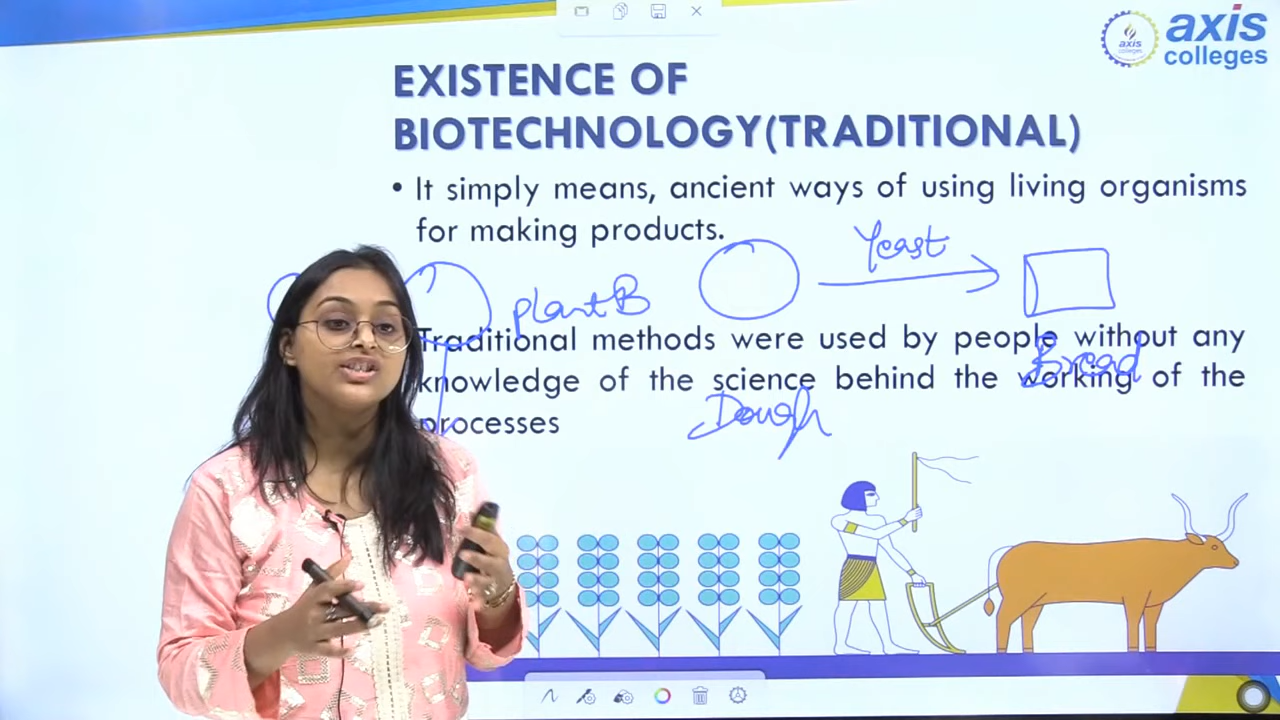 axis
colleges
axis
colleges
EXISTENCE OF
BIOTECHNOLOGY(TRADITIONAL)
• It simply means, ancient ways of using living organisms
for making products.
Yeast
plant B
Traditional methods were used by people without any
Bread
knowledge of the science behind the working of the
Dough
processes